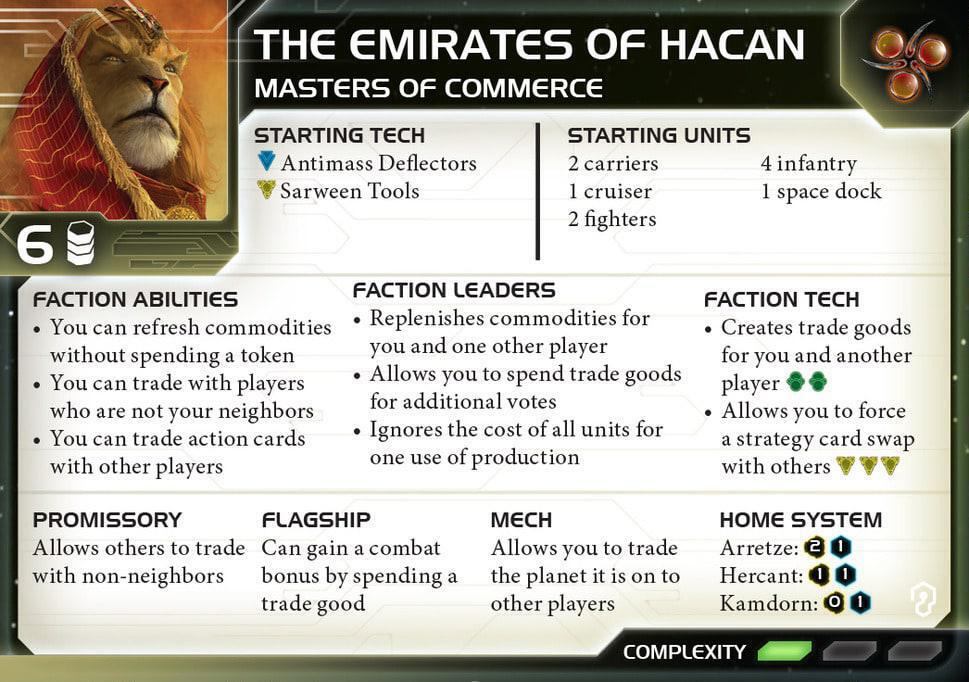 THE EMIRATES OF HACAN
MASTERS OF COMMERCE
6
STARTING TECH
Antimass Deflectors
Sarween Tools
STARTING UNITS
2 carriers
1 cruiser
2 fighters
4 infantry
1 space dock
FACTION ABILITIES
• You can refresh commodities
without spending a token
• You can trade with players
who are not your neighbors
• You can trade action cards
with other players
FACTION LEADERS
• Replenishes commodities for
you and one other player
• Allows you to spend trade goods
for additional votes
• Ignores the cost of all units for
one use of production
FACTION TECH
• Creates trade goods
for you and another
player
• Allows you to force
a strategy card swap
with others
PROMISSORY
Allows others to trade
with non-neighbors
FLAGSHIP
Can gain a combat
bonus by spending a
trade good
MECH
Allows you to trade
the planet it is on to
other players
HOME SYSTEM
Arretze: 2 1
Hercant: 1 1
Kamdorn: 0 1
COMPLEXITY